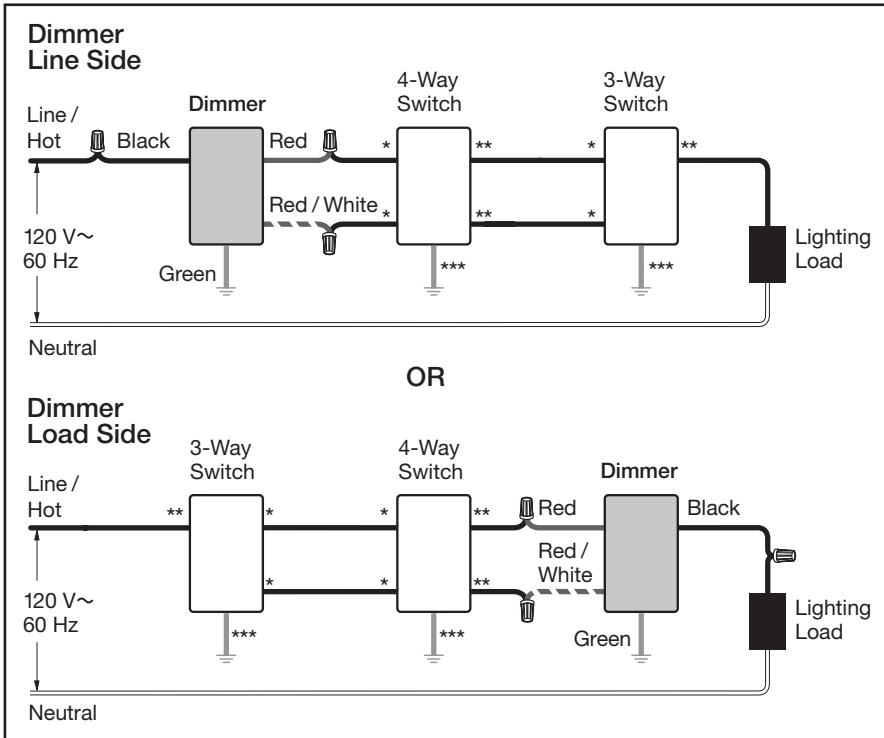 Dimmer
Line Side
4-Way
Switch
3-Way
Switch
Dimmer
Line /
Hot
Black
Red
*
**
*
**
Red / White
*
**
*
120 V~
60 Hz
Green
***
***
Lighting
Load
Neutral
OR
Dimmer
Load Side
3-Way
Switch
4-Way
Switch
Dimmer
Line /
Hot
**
*
*
**
Red
Black
Red /
White
*
*
**
120 V~
60 Hz
***
***
Green
Lighting
Load
Neutral